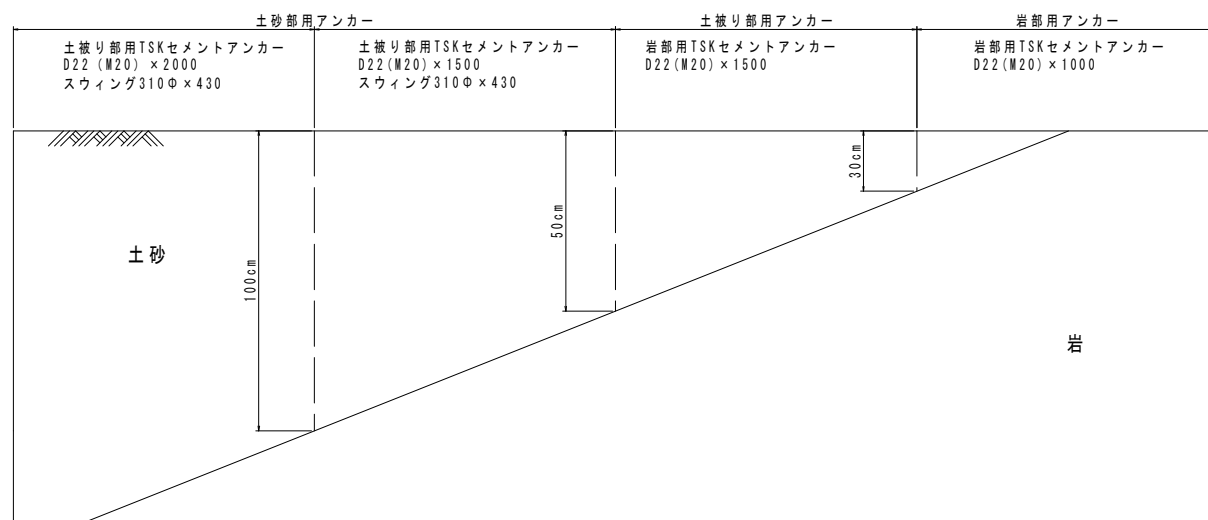 土砂部用アンカー
土被り部用アンカー
岩部用アンカー
土被り部用TSKセメントアンカー
D22 (M20) ×2000
スウィング310Φ×430
土被り部用TSKセメントアンカー
D22(M20)×1500
スウィング310Φ×430
岩部用TSKセメントアンカー
D22(M20)×1500
岩部用TSKセメントアンカー
D22(M20)×1000
30cm
50cm
100cm
土砂
岩